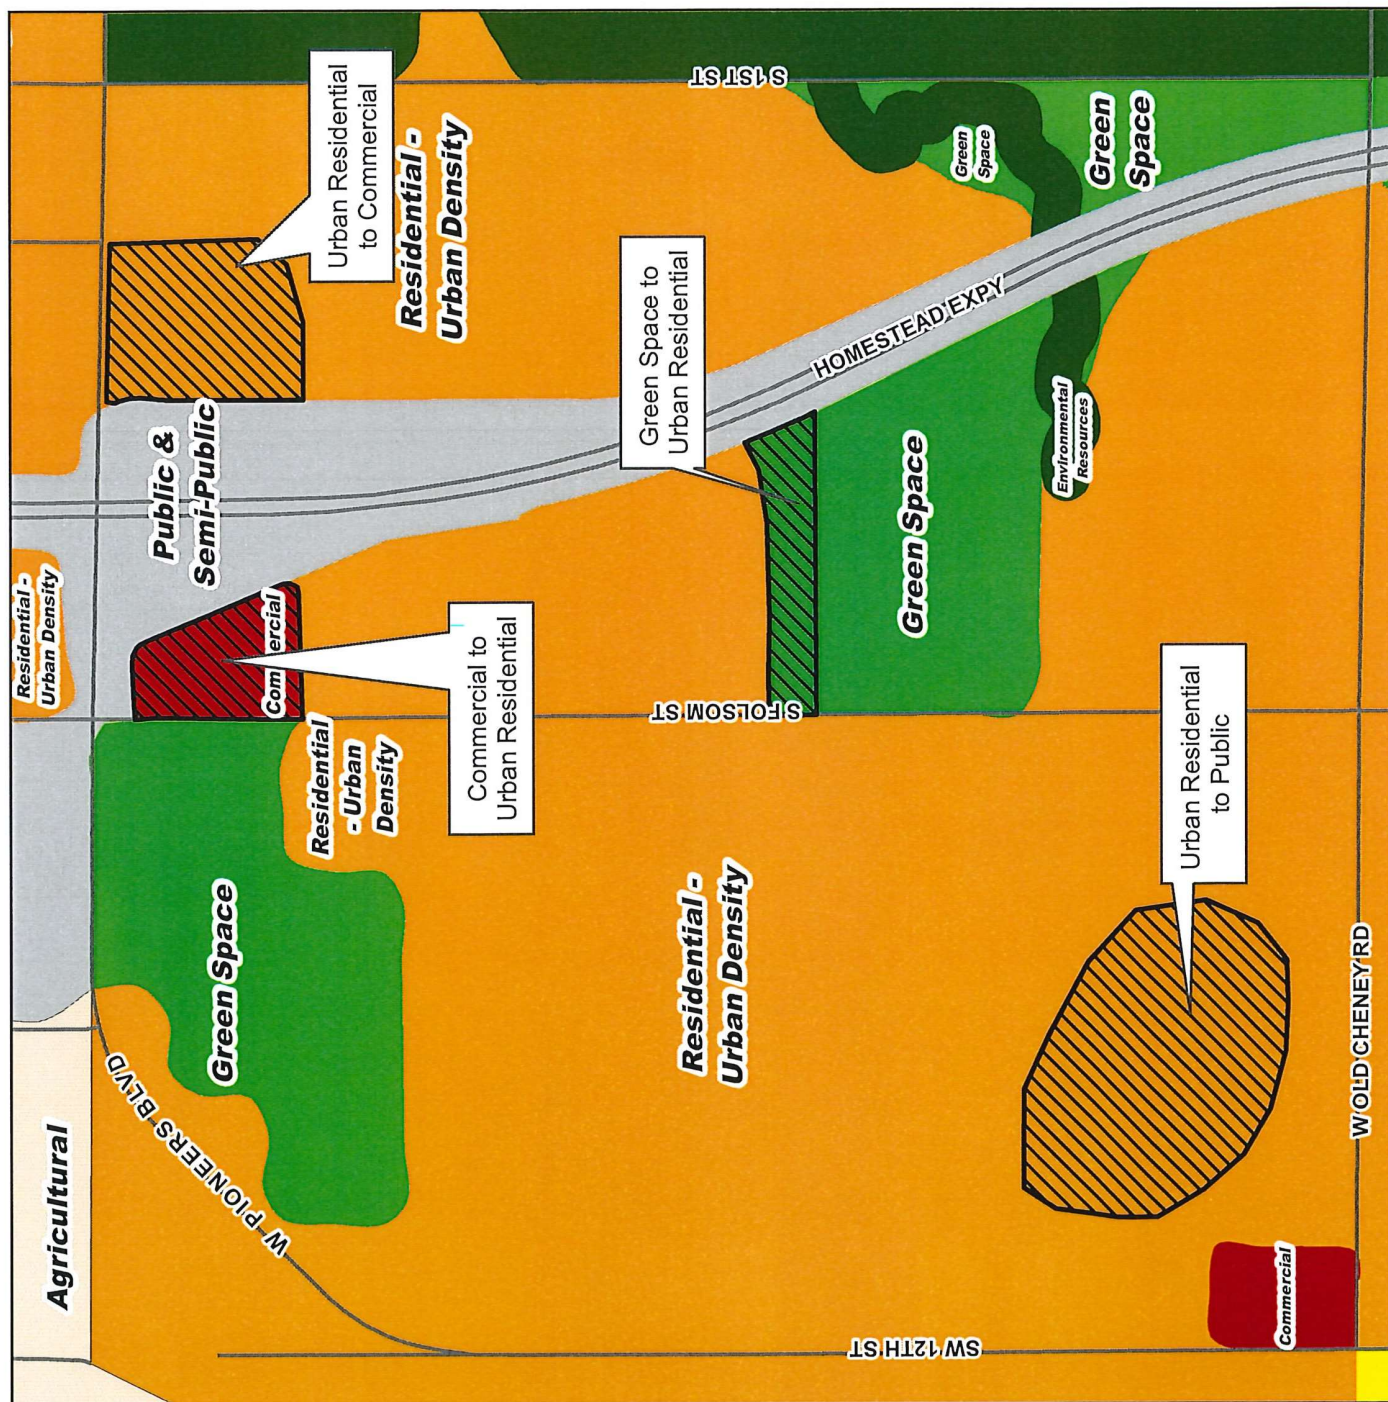 Agricultural
W PIONEERS BLVD
Residential -
Urban Density
Public &
Semi-Public
Urban Residential
to Commercial
Residential -
Urban Density
S 1ST ST
Green Space
Commercial
Residential
- Urban
Density
Commercial to
Urban Residential
Green Space to
Urban Residential
HOMESTEAD EXPY
S FOLSOM ST
Green Space
Green
Space
Green
Space
Environmental
Resources
Residential -
Urban Density
Urban Residential
to Public
SW 12TH ST
Commercial
W OLD CHENEY RD